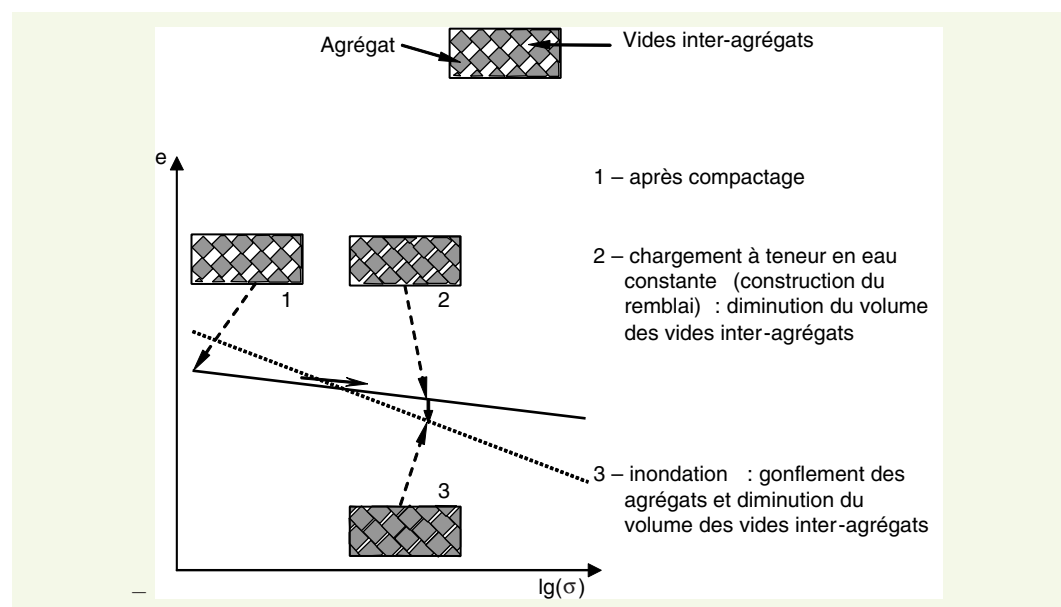 Agrégat
Vides inter-agrégats
e
1 – après compactage
2 – chargement à teneur en eau
constante (construction du
remblai) : diminution du volume
des vides inter-agrégats
1
2
3
3 – inondation : gonflement des
agrégats et diminution du
volume des vides inter-agrégats
lg(σ)
–